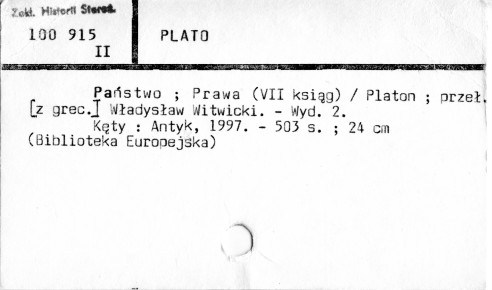 Zakł. Historii Staroż.
100 915
II
PLATO
Państwo ; Prawa (VII ksiąg) / Platon ; przeł.
[z grec.] Władysław Witwicki. - Wyd. 2.
Kęty : Antyk, 1997. - 503 s. ; 24 cm
(Biblioteka Europejska)